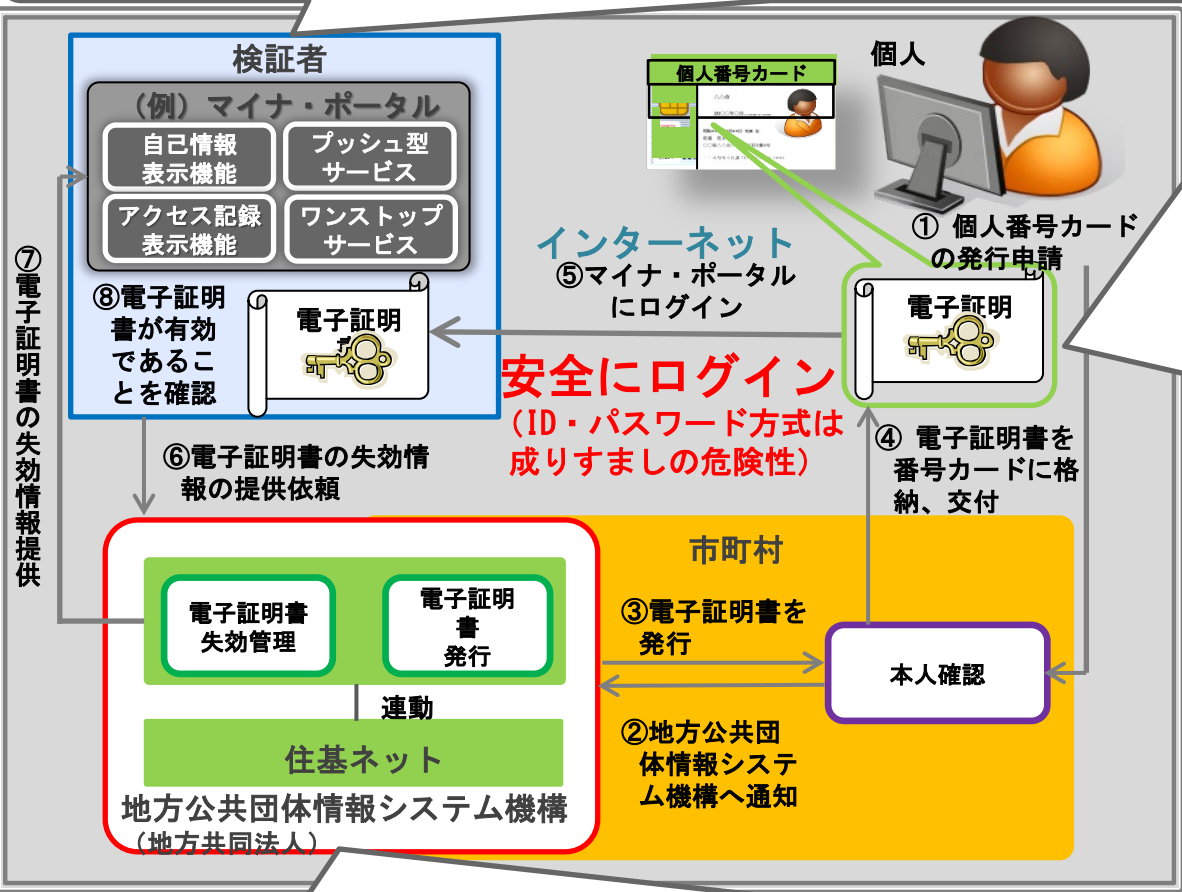 検証者
(例)マイナ・ポータル
自己情報
表示機能
プッシュ型
サービス
アクセス記録
表示機能
ワンストップ
サービス
個人番号カード
個人
① 個人番号カード
の発行申請
インターネット
⑤マイナ・ポータル
にログイン
電子証明
電子証明
⑧電子証明
書が有効
であるこ
とを確認
⑦電子証明書の失効情報提供
安全にログイン
(ID・パスワード方式は
成りすましの危険性)
⑥電子証明書の失効情
報の提供依頼
④ 電子証明書を
番号カードに格
納、交付
市町村
電子証明書
失効管理
電子証明
書
発行
③電子証明書を
発行
本人確認
連動
②地方公共団
体情報システ
ム機構へ通知
住基ネット
地方公共団体情報システム機構
(地方共同法人)